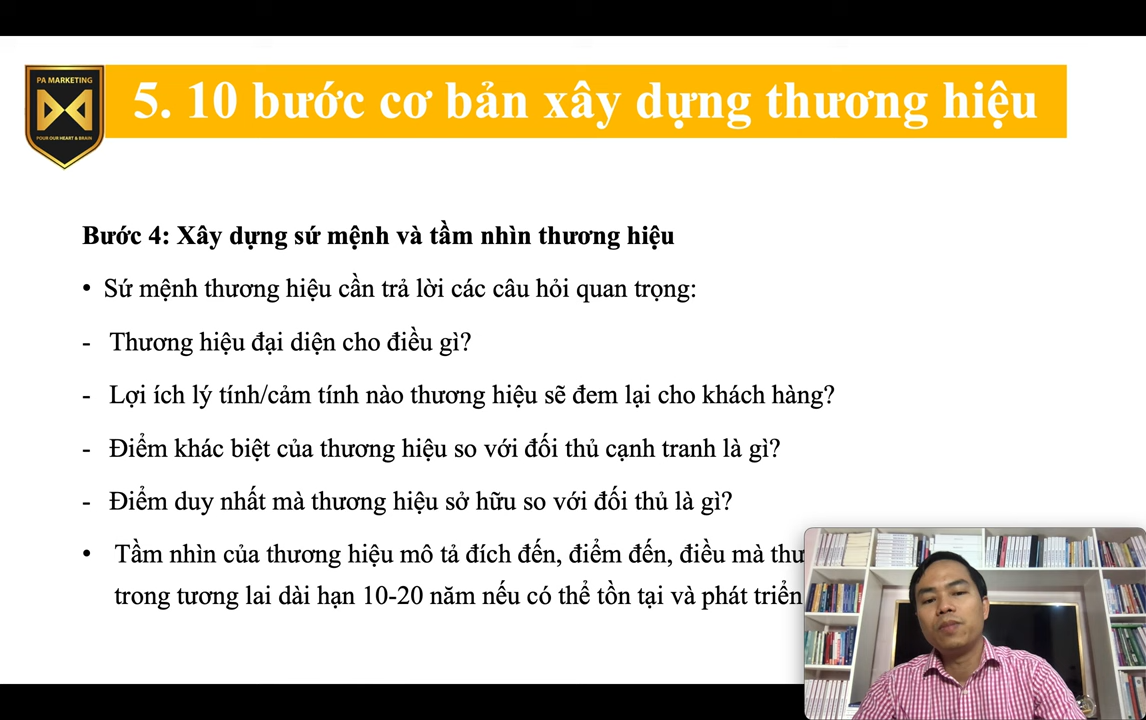 PA MARKETING
POUR OUR HEART & BRAIN
5. 10 bước cơ bản xây dựng thương hiệu
Bước 4: Xây dựng sứ mệnh và tầm nhìn thương hiệu
• Sứ mệnh thương hiệu cần trả lời các câu hỏi quan trọng:
- Thương hiệu đại diện cho điều gì?
- Lợi ích lý tính/cảm tính nào thương hiệu sẽ đem lại cho khách hàng?
- Điểm khác biệt của thương hiệu so với đối thủ cạnh tranh là gì?
- Điểm duy nhất mà thương hiệu sở hữu so với đối thủ là gì?
• Tầm nhìn của thương hiệu mô tả đích đến, điểm đến, điều mà thư
trong tương lai dài hạn 10-20 năm nếu có thể tồn tại và phát triển